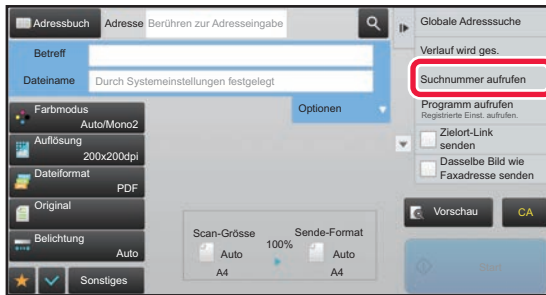 Adressbuch
Adresse
Berühren zur Adresseingabe
Betreff
Dateiname
Durch Systemeinstellungen festgelegt
Optionen
Farbmodus
Auto/Mono2
Auflösung
200x200dpi
Dateiformat
PDF
Original
Belichtung
Auto
Sonstiges
Scan-Grösse
Auto
A4
100%
Sende-Format
Auto
A4
Globale Adresssuche
Verlauf wird ges.
Suchnummer aufrufen
Programm aufrufen
Registrierte Einst. aufrufen.
Zielort-Link
senden
Dasselbe Bild wie
Faxadresse senden
Vorschau
CA
Start